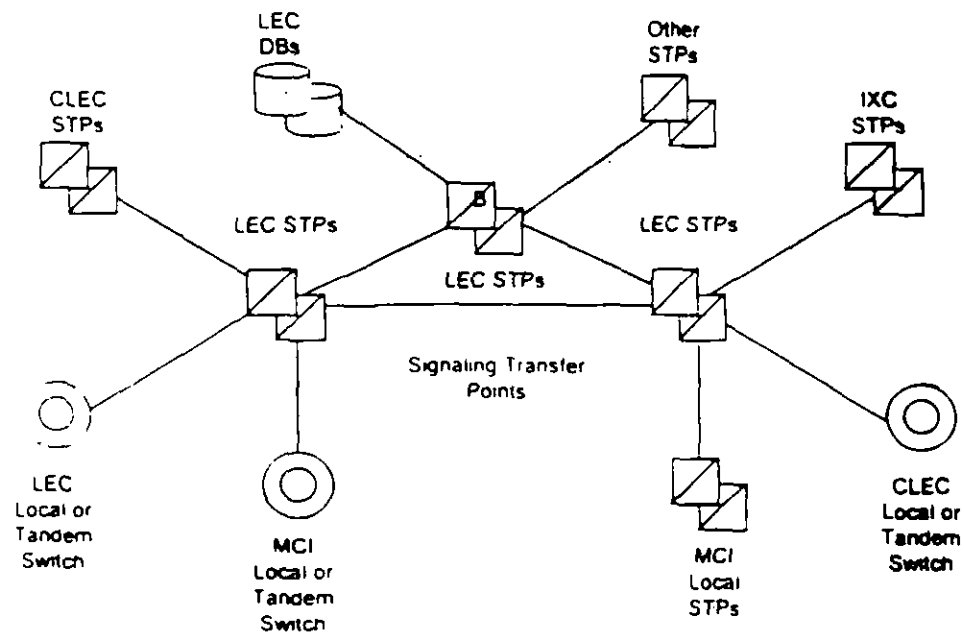 LEC
DBs
Other
STPs
CLEC
STPs
IXC
STPs
S
LEC STPs
LEC STPs
LEC STPs
Signaling Transfer
Points
LEC
Local or
Tandem
Switch
MCI
Local or
Tandem
Switch
MCI
Local
STPs
CLEC
Local or
Tandem
Switch